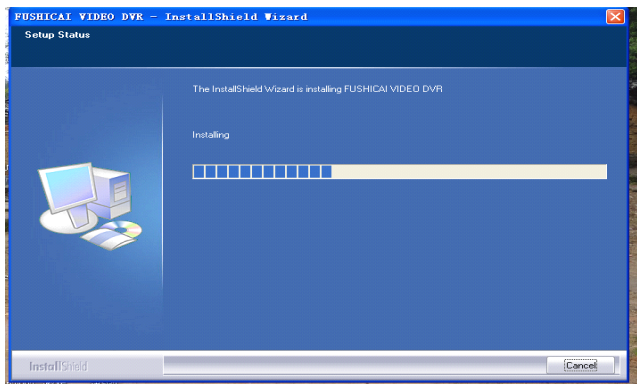 FUSHICAI VIDEO DVR - InstallShield Wizard
Setup Status
The InstallShield Wizard is installing FUSHICAI VIDEO DVR
Installing
InstallShield
Cancel